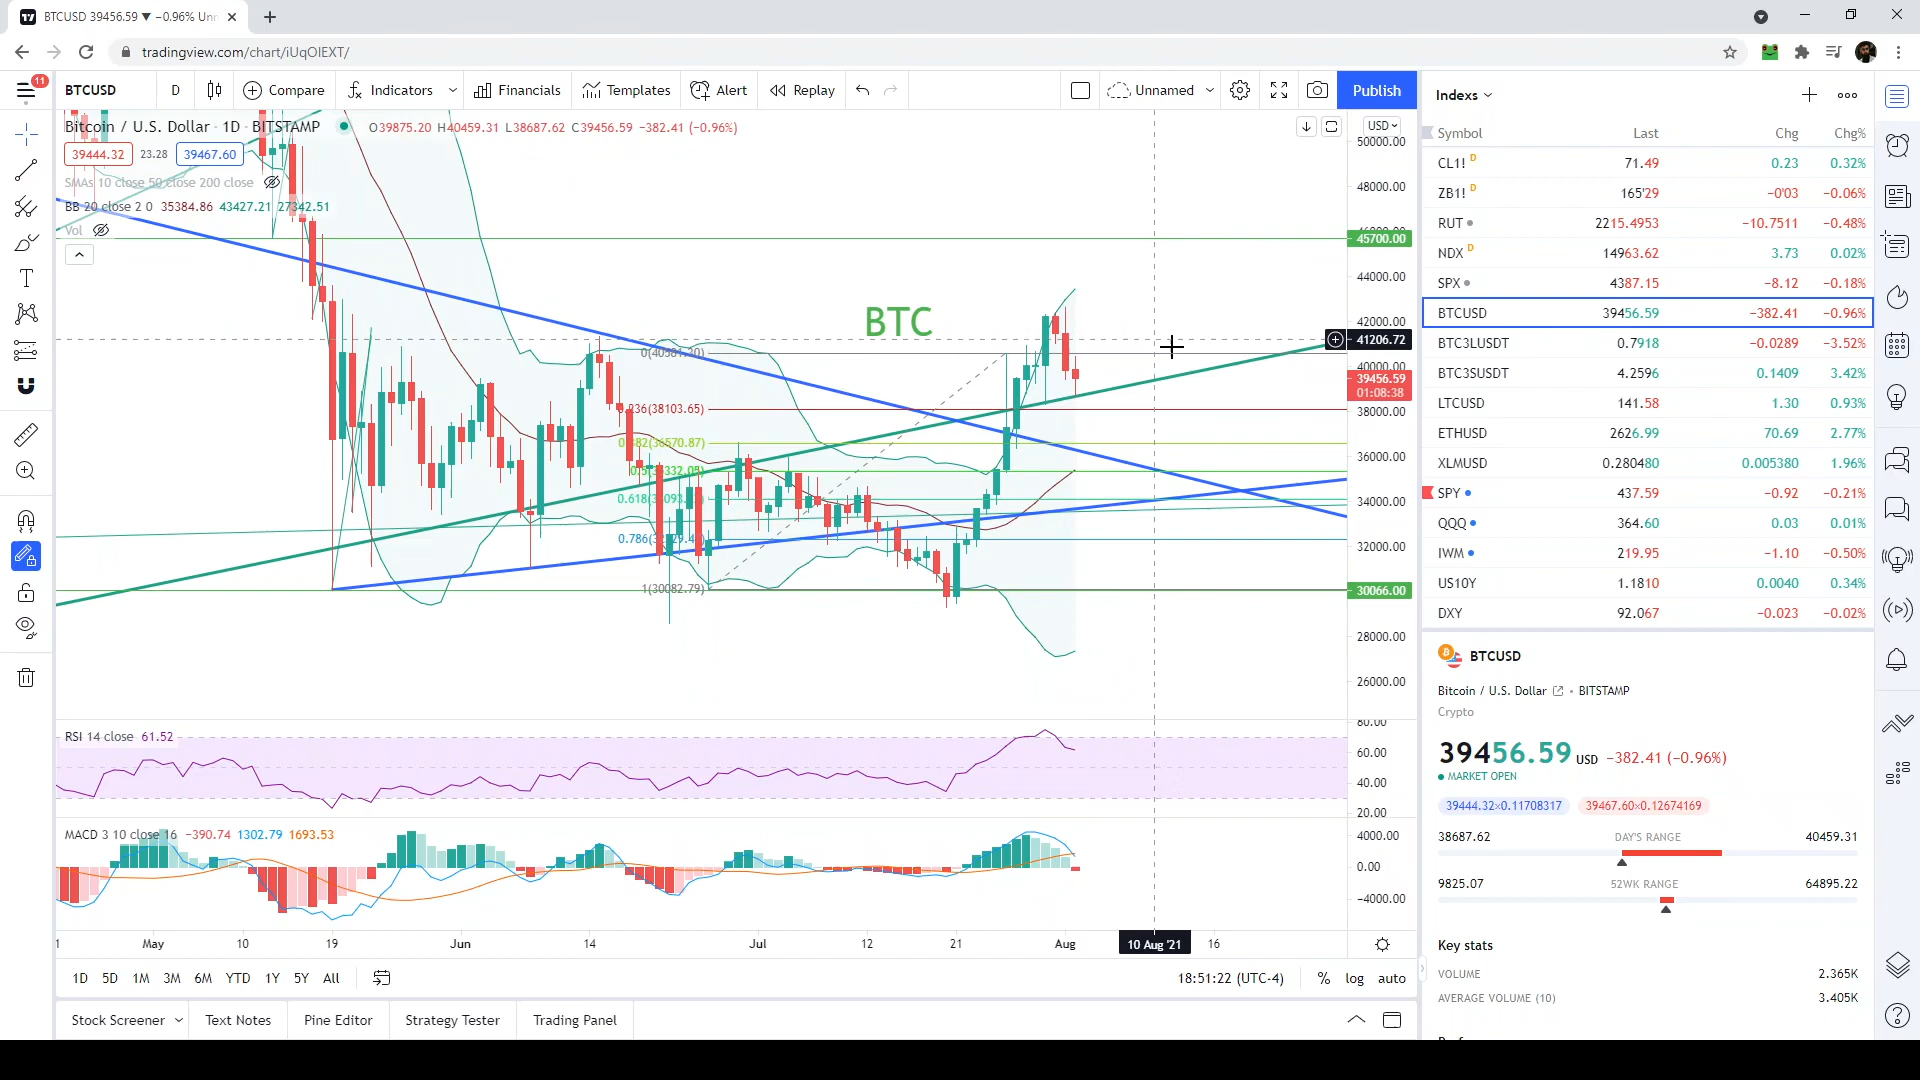 BTCUSD 39456.59 ▼ −0.96% Unn
tradingview.com/chart/iUqOIEXT/
11
BTCUSD D Compare Indicators Financials Templates Alert Replay Unnamed Publish
Bitcoin / U.S. Dollar · 1D · BITSTAMP O39875.20 H40459.31 L38687.62 C39456.59 −382.41 (−0.96%)
39444.32 23.28 39467.60
SMAs 10 close 50 close 200 close
BB 20 close 2 0 35384.86 43427.21 27342.51
Vol
BTC
0.236(38103.65)
1(30082.79)
USD
50000.00
48000.00
45700.00
44000.00
42000.00
41206.72
40000.00
39456.59
01:08:38
38000.00
36000.00
34000.00
32000.00
30066.00
28000.00
26000.00
RSI 14 close 61.52
80.00
60.00
40.00
20.00
MACD 3 10 close 16 −390.74 1302.79 1693.53
4000.00
0.00
−4000.00
1 May 10 19 Jun 14 Jul 12 21 Aug 10 Aug '21 16
1D 5D 1M 3M 6M YTD 1Y 5Y All 18:51:22 (UTC-4) % log auto
Stock Screener Text Notes Pine Editor Strategy Tester Trading Panel
Indexs
Symbol Last Chg Chg%
CL1! D 71.49 0.23 0.32%
ZB1! D 165'29 −0'03 −0.06%
RUT 2215.4953 −10.7511 −0.48%
NDX D 14963.62 3.73 0.02%
SPX 4387.15 −8.12 −0.18%
BTCUSD 39456.59 −382.41 −0.96%
BTC3LUSDT 0.7918 −0.0289 −3.52%
BTC3SUSDT 4.2596 0.1409 3.42%
LTCUSD 141.58 1.30 0.93%
ETHUSD 2626.99 70.69 2.77%
XLMUSD 0.280480 0.005380 1.96%
SPY 437.59 −0.92 −0.21%
QQQ 364.60 0.03 0.01%
IWM 219.95 −1.10 −0.50%
US10Y 1.1810 0.0040 0.34%
DXY 92.067 −0.023 −0.02%
BTCUSD
Bitcoin / U.S. Dollar • BITSTAMP
Crypto
39456.59 USD −382.41 (−0.96%)
MARKET OPEN
39444.32×0.11708317 39467.60×0.12674169
38687.62 DAY'S RANGE 40459.31
9825.07 52WK RANGE 64895.22
Key stats
VOLUME 2.365K
AVERAGE VOLUME (10) 3.405K